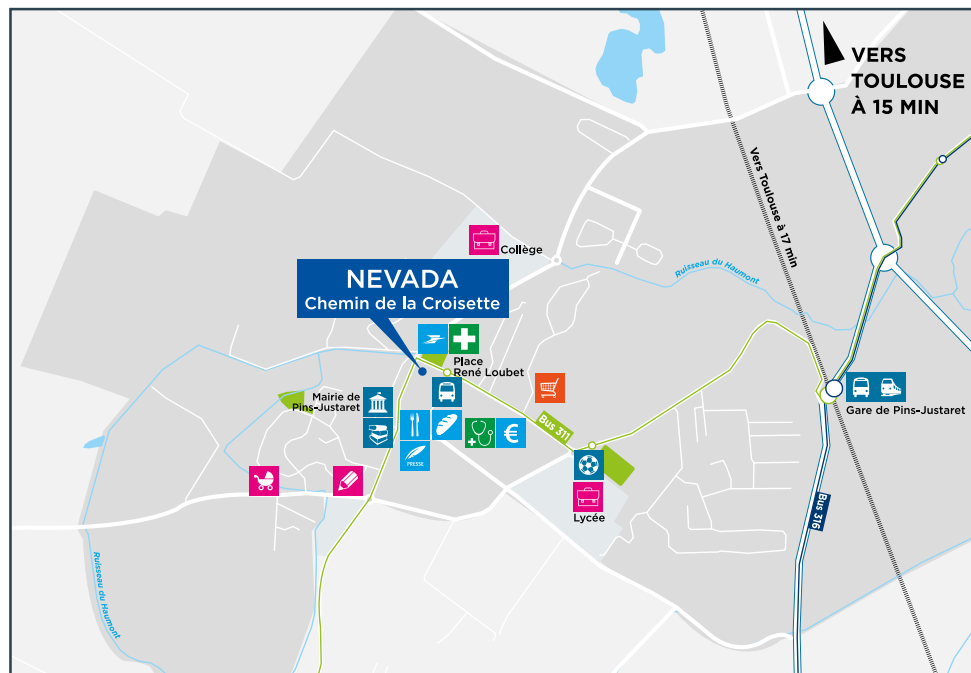 VERS
TOULOUSE
À 15 MIN
Vers Toulouse à 17 min
Collège
Ruisseau du Haumont
NEVADA
Chemin de la Croisette
Place
René Loubet
Mairie de
Pins-Justaret
Gare de Pins-Justaret
€
PRESSE
Bus 311
Lycée
Bus 316
Ruisseau du Haumont